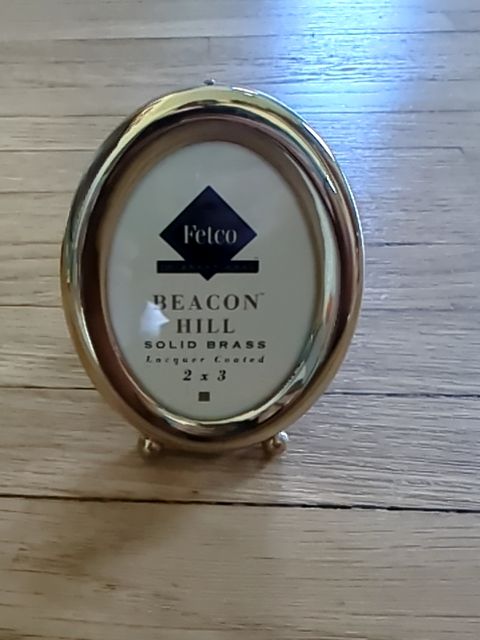 Fetco
BEACON™
HILL
SOLID BRASS
Lacquer Coated
2 x 3